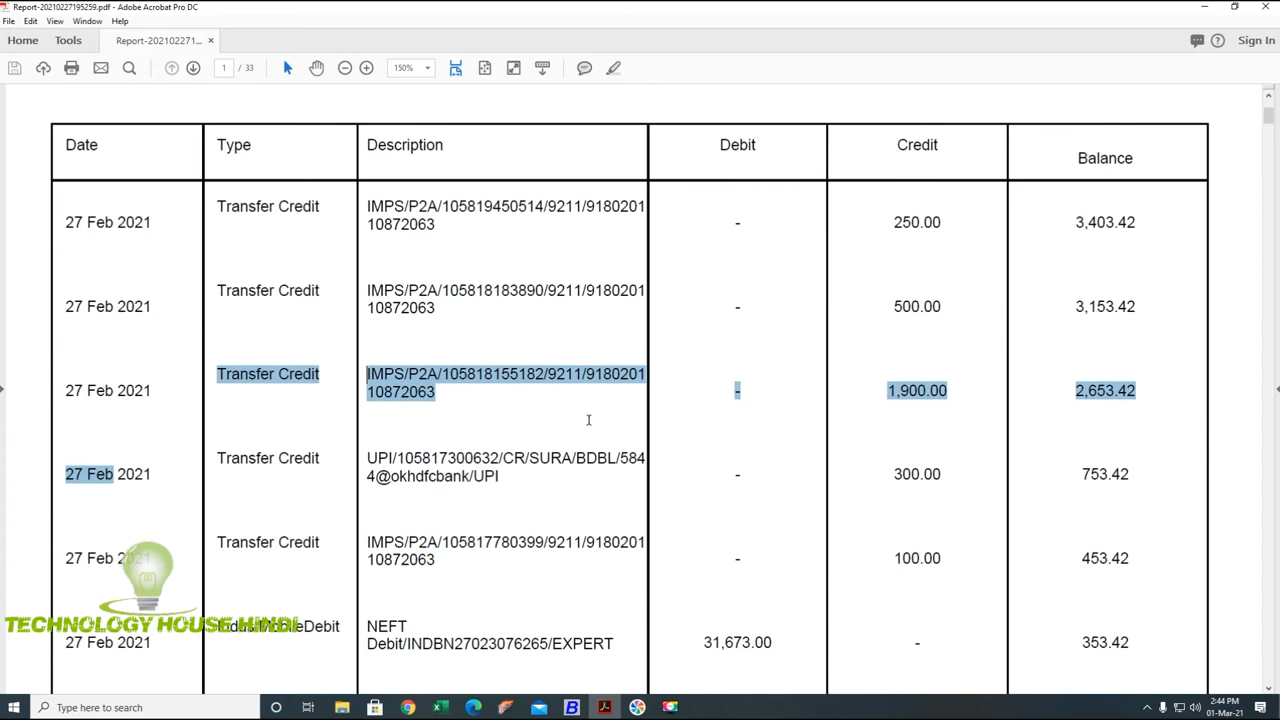 Report-20210227195259.pdf - Adobe Acrobat Pro DC
File Edit View Window Help
Home Tools Report-202102271... × Sign In
1 / 33 150%
Date Type Description Debit Credit Balance
27 Feb 2021 Transfer Credit IMPS/P2A/105819450514/9211/9180201 - 250.00 3,403.42
10872063
27 Feb 2021 Transfer Credit IMPS/P2A/105818183890/9211/9180201 - 500.00 3,153.42
10872063
27 Feb 2021 Transfer Credit IMPS/P2A/105818155182/9211/9180201 - 1,900.00 2,653.42
10872063
27 Feb 2021 Transfer Credit UPI/105817300632/CR/SURA/BDBL/584 - 300.00 753.42
4@okhdfcbank/UPI
27 Feb 2021 Transfer Credit IMPS/P2A/105817780399/9211/9180201 - 100.00 453.42
10872063
27 Feb 2021 IndusMobileDebit NEFT 31,673.00 - 353.42
Debit/INDBN27023076265/EXPERT
TECHNOLOGY HOUSE HINDI
Type here to search
2:44 PM
01-Mar-21